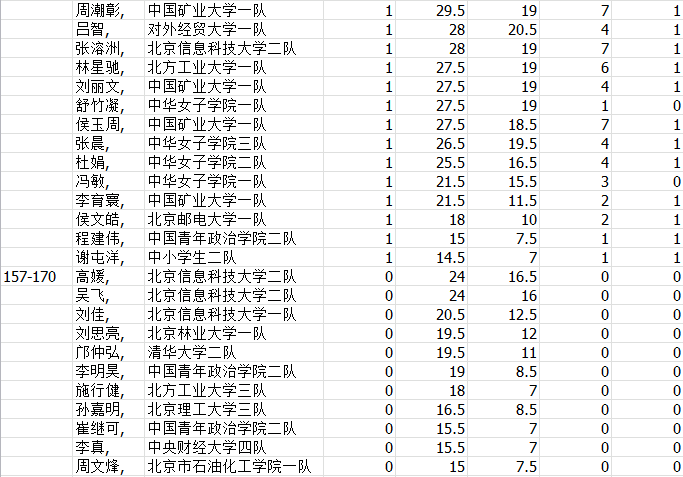 周潮彰, 中国矿业大学一队 1 29.5 19 7 1
吕智, 对外经贸大学一队 1 28 20.5 4 1
张溶洲, 北京信息科技大学二队 1 28 19 7 1
林星驰, 北方工业大学一队 1 27.5 19 6 1
刘丽文, 中国矿业大学一队 1 27.5 19 4 1
舒竹凝, 中华女子学院一队 1 27.5 19 1 0
侯玉周, 中国矿业大学一队 1 27.5 18.5 7 1
张晨, 中华女子学院三队 1 26.5 19.5 4 1
杜娟, 中华女子学院二队 1 25.5 16.5 4 1
冯敏, 中华女子学院一队 1 21.5 15.5 3 0
李育寰, 中国矿业大学一队 1 21.5 11.5 2 1
侯文皓, 北京邮电大学一队 1 18 10 2 1
程建伟, 中国青年政治学院二队 1 15 7.5 1 1
谢屯洋, 中小学生二队 1 14.5 7 1 1
157-170 高媛, 北京信息科技大学二队 0 24 16.5 0 0
吴飞, 北京信息科技大学二队 0 24 16 0 0
刘佳, 北京信息科技大学一队 0 20.5 12.5 0 0
刘思亮, 北京林业大学一队 0 19.5 12 0 0
邝仲弘, 清华大学二队 0 19.5 11 0 0
李明昊, 中国青年政治学院二队 0 19 8.5 0 0
施行健, 北方工业大学三队 0 18 7 0 0
孙嘉明, 北京理工大学三队 0 16.5 8.5 0 0
崔继可, 中国青年政治学院二队 0 15.5 7 0 0
李真, 中央财经大学四队 0 15.5 7 0 0
周文烽, 北京市石油化工学院一队 0 15 7.5 0 0